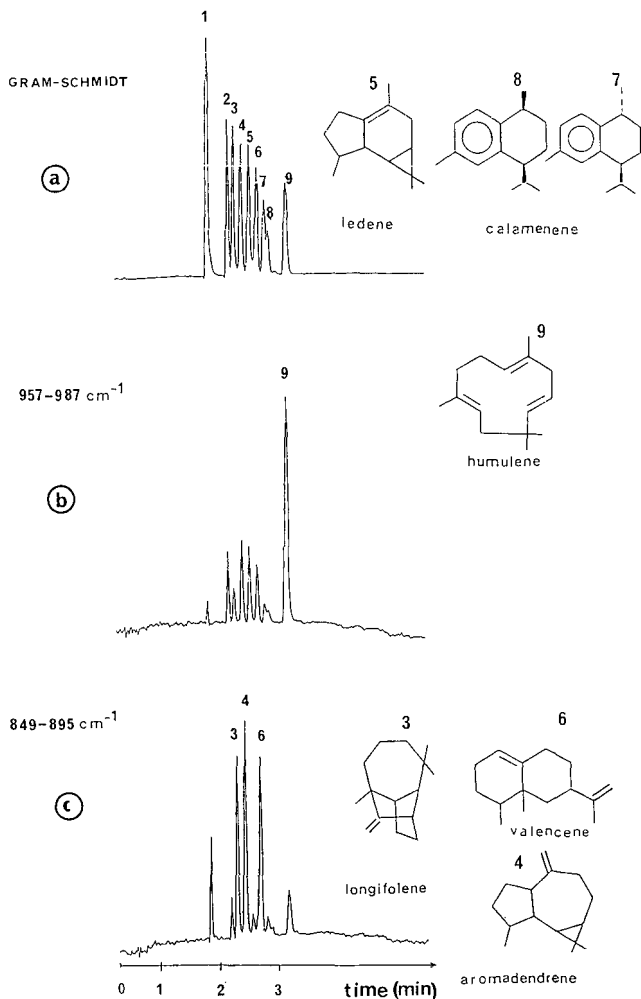 1
GRAM-SCHMIDT
2 3 4 5 6 7 8 9
a
5
ledene
8 7
calamenene
957-987 cm⁻¹
9
b
9
humulene
849-895 cm⁻¹
3 4 6
c
3
longifolene
6
valencene
4
aromadendrene
0 1 2 3 time (min)